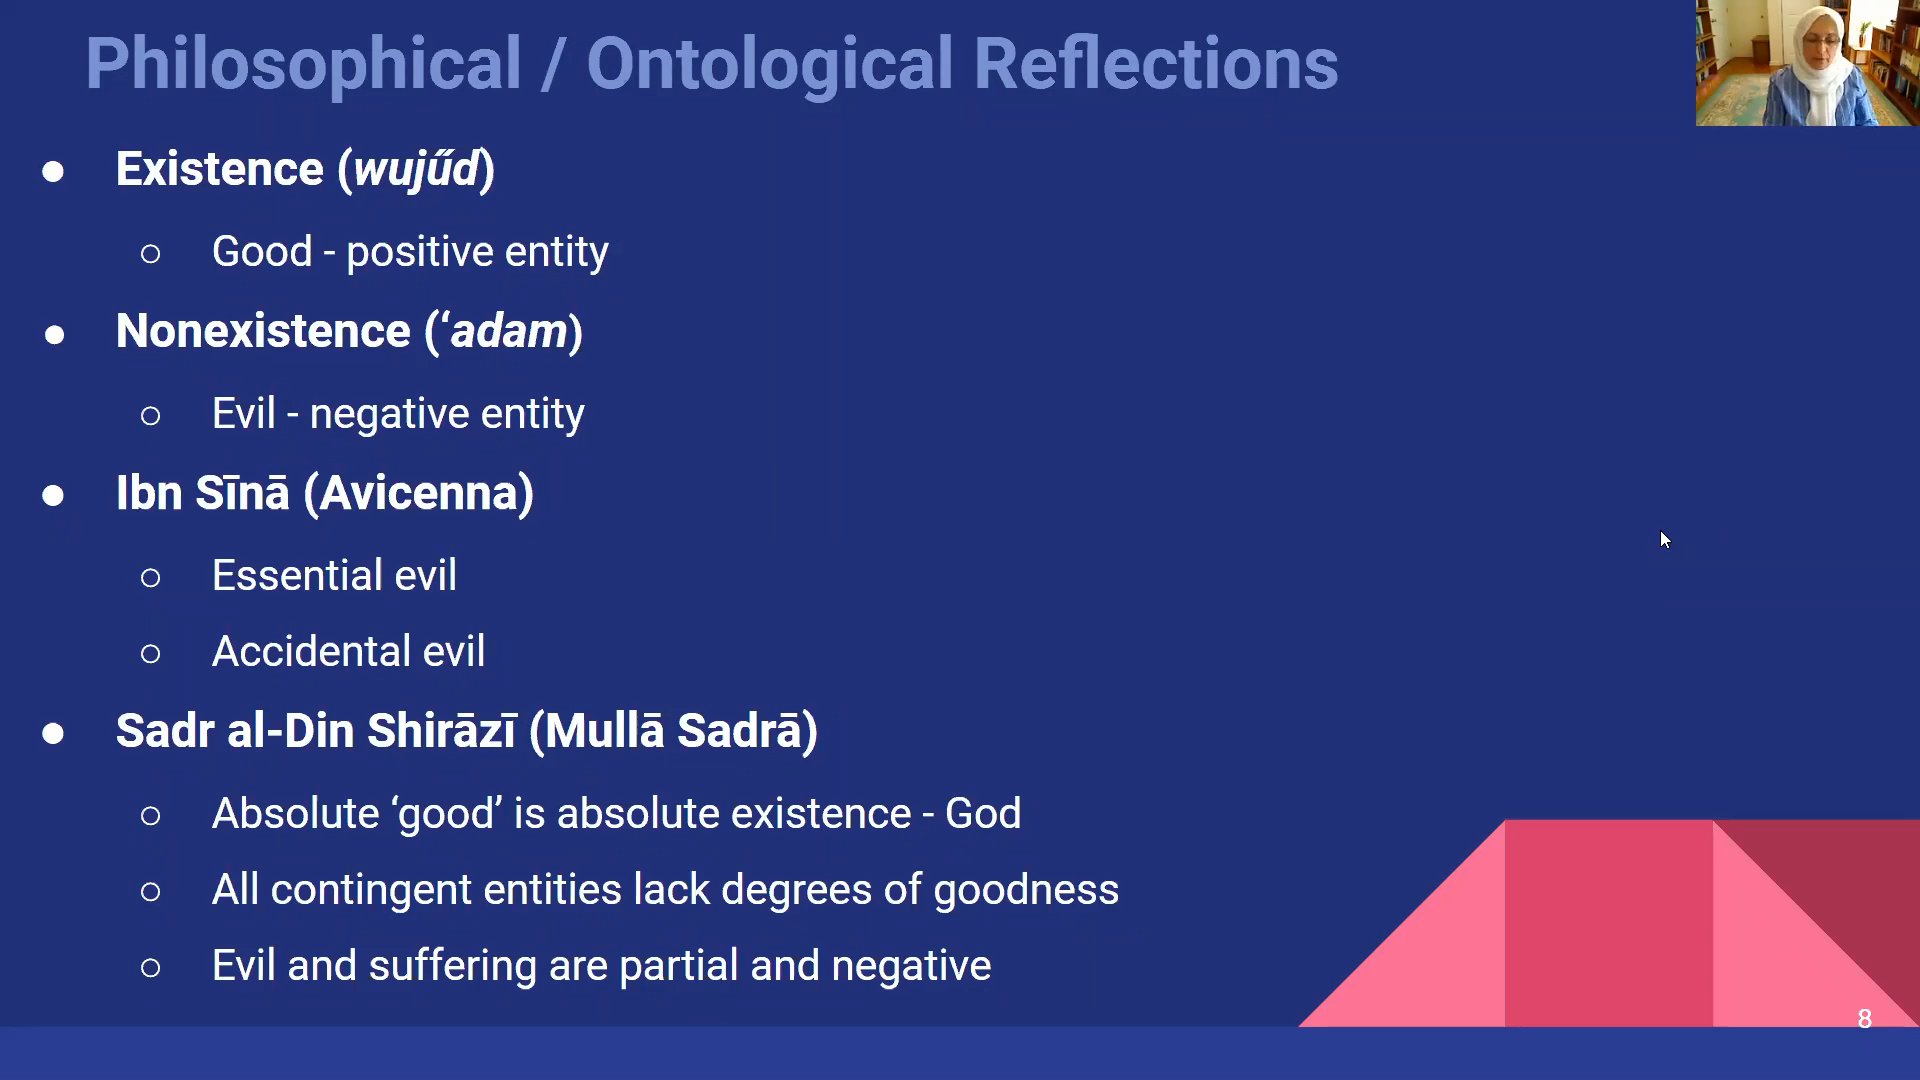 Philosophical / Ontological Reflections
● Existence (wujű̄d)
○ Good - positive entity
● Nonexistence (‘adam)
○ Evil - negative entity
● Ibn Sīnā (Avicenna)
○ Essential evil
○ Accidental evil
● Sadr al-Din Shirāzī (Mullā Sadrā)
○ Absolute ‘good’ is absolute existence - God
○ All contingent entities lack degrees of goodness
○ Evil and suffering are partial and negative
8